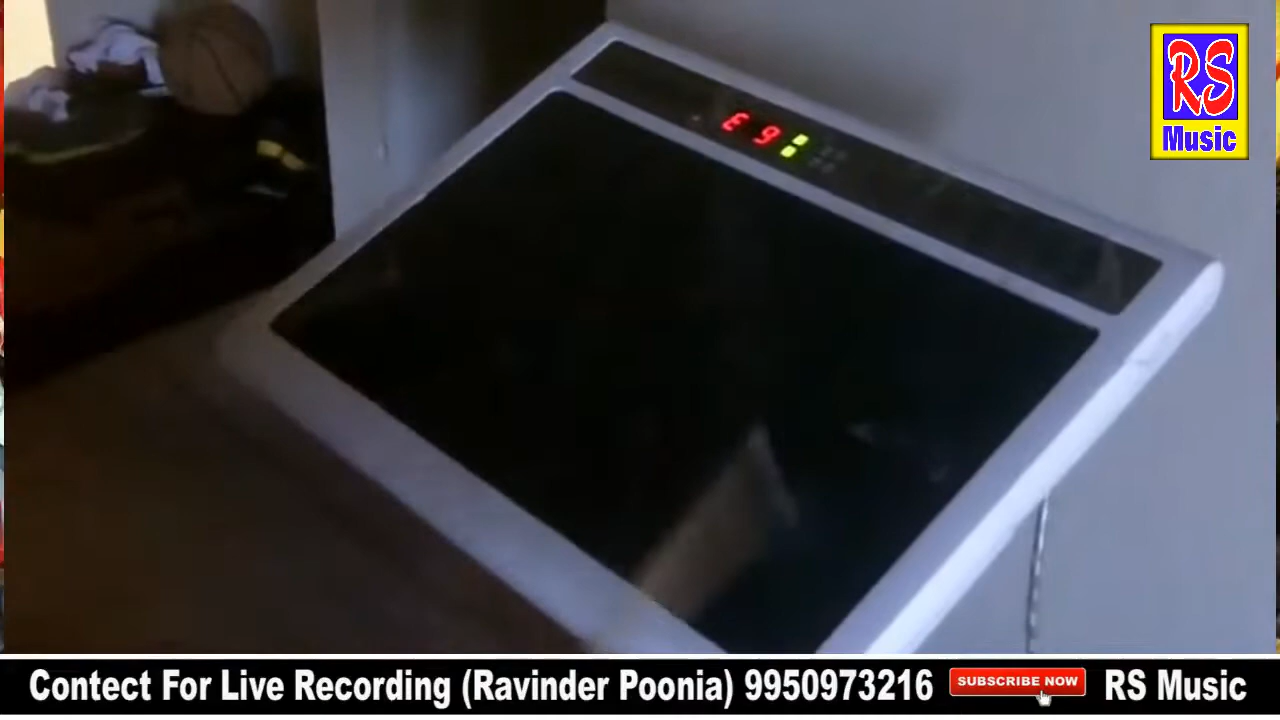 RS
Music
E 9
Contect For Live Recording (Ravinder Poonia) 9950973216 SUBSCRIBE NOW RS Music